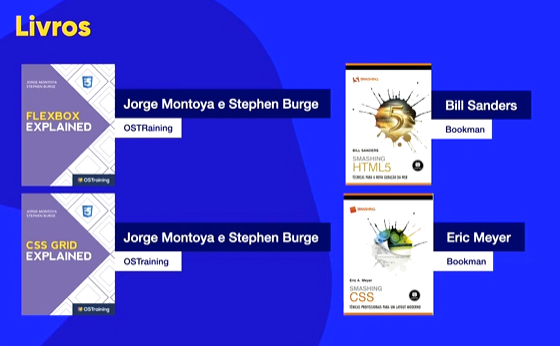 Livros
JORGE MONTOYA
STEPHEN BURGE
FLEXBOX
EXPLAINED
OSTraining
Jorge Montoya e Stephen Burge
OSTRaining
SMASHING
5
BILL SANDERS
SMASHING
HTML5
TÉCNICAS PARA A NOVA GERAÇÃO DA WEB
Bill Sanders
Bookman
JORGE MONTOYA
STEPHEN BURGE
CSS GRID
EXPLAINED
OSTraining
Jorge Montoya e Stephen Burge
OSTraining
SMASHING
Eric A. Meyer
SMASHING
CSS
TÉCNICAS PROFISSIONAIS PARA UM LAYOUT MODERNO
Eric Meyer
Bookman